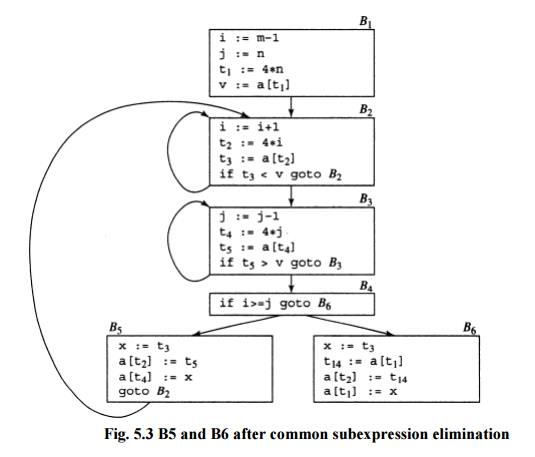 B₁
i := m-1
j := n
t₁ := 4*n
v := a[t₁]
B₂
i := i+1
t₂ := 4*i
t₃ := a[t₂]
if t₃ < v goto B₂
B₃
j := j-1
t₄ := 4*j
t₅ := a[t₄]
if t₅ > v goto B₃
B₄
if i>=j goto B₆
B₅
x := t₃
a[t₂] := t₅
a[t₄] := x
goto B₂
B₆
x := t₃
t₁₄ := a[t₁]
a[t₂] := t₁₄
a[t₁] := x
Fig. 5.3 B5 and B6 after common subexpression elimination